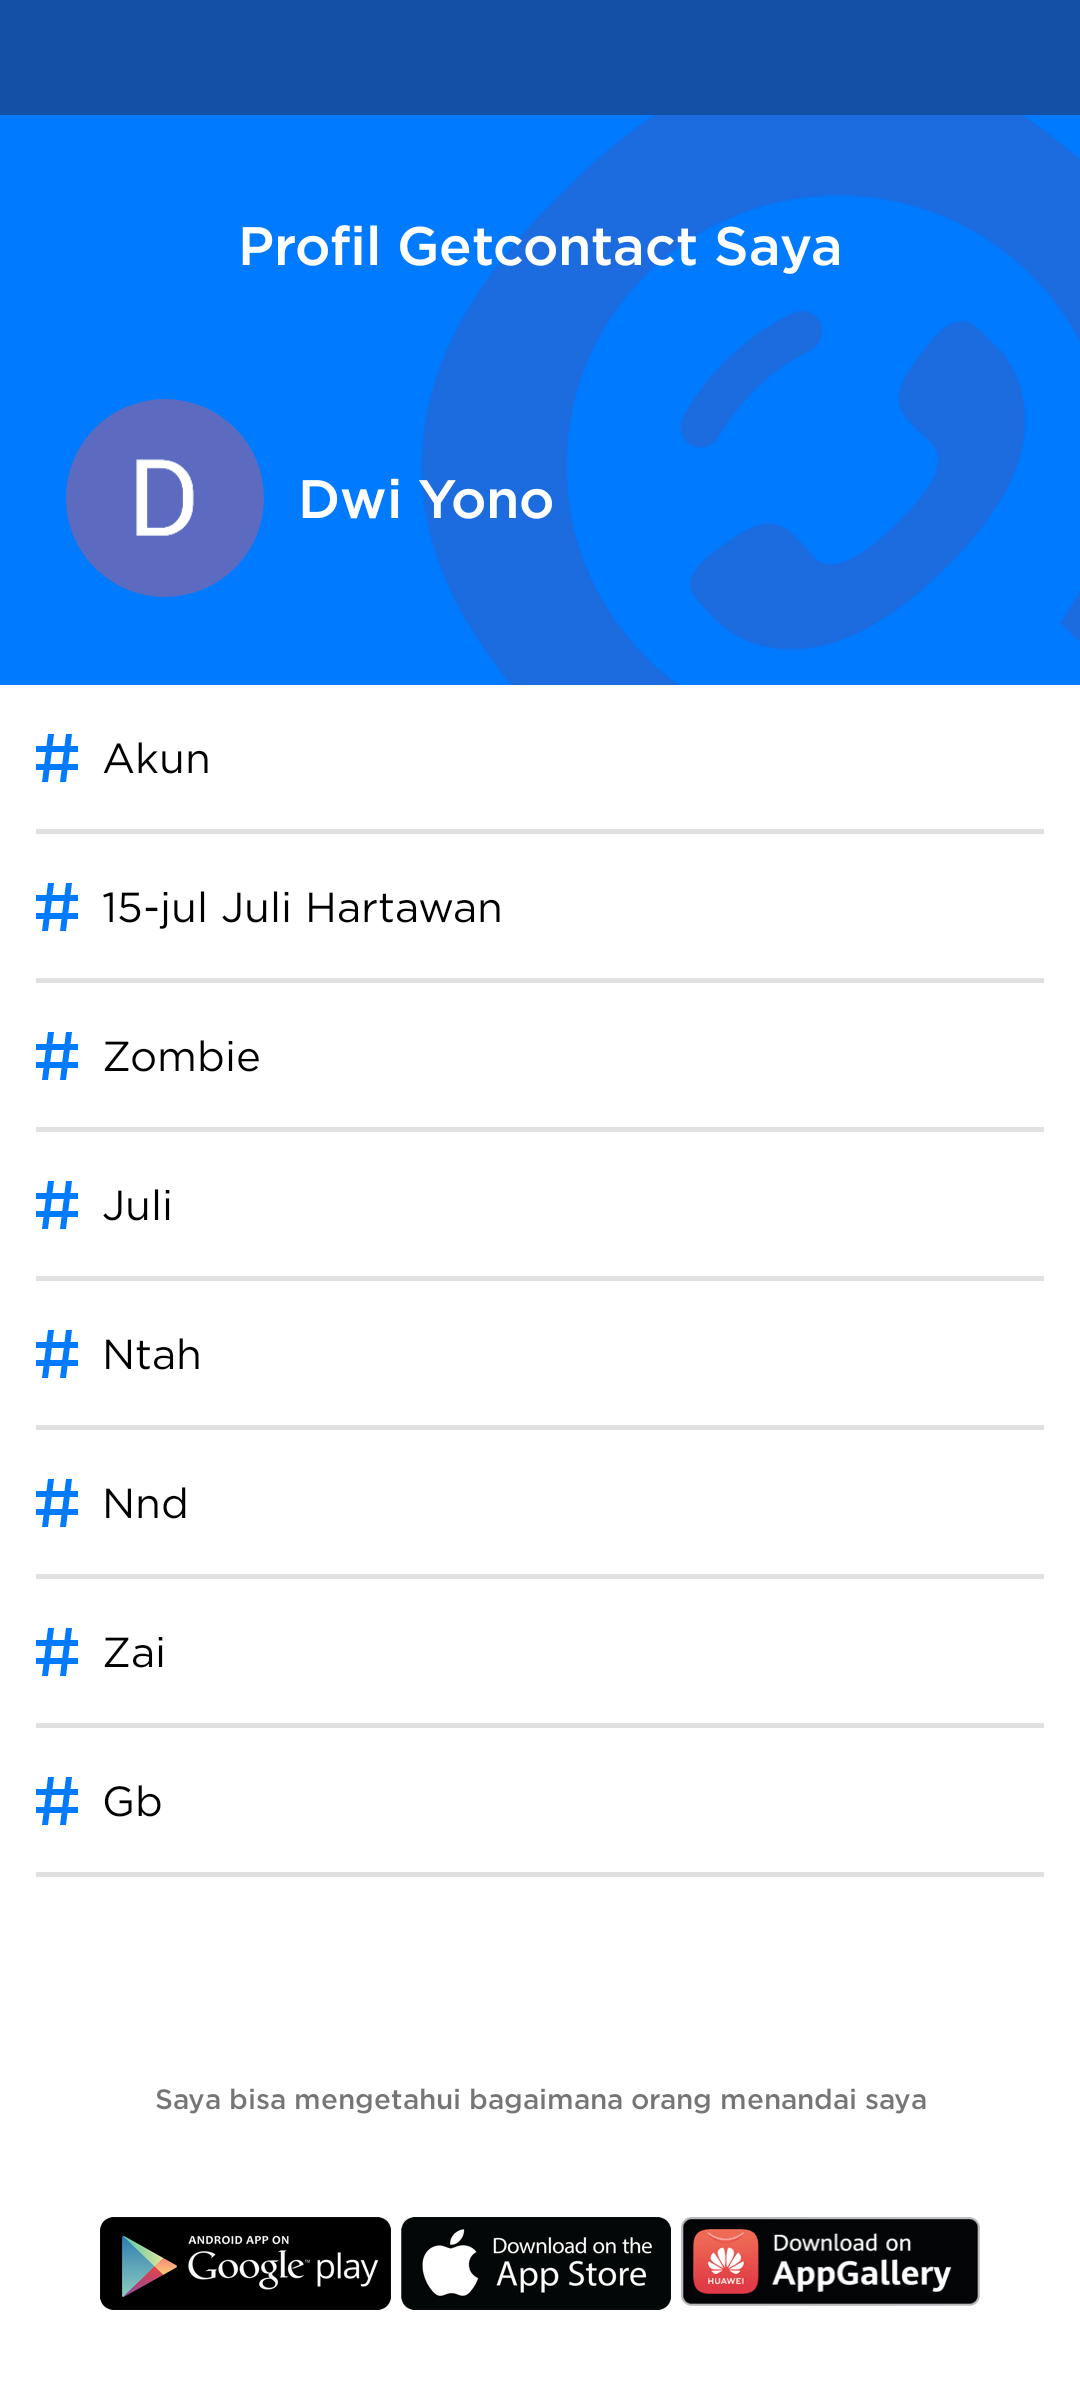 Profil Getcontact Saya
D
Dwi Yono
# Akun
# 15-jul Juli Hartawan
# Zombie
# Juli
# Ntah
# Nnd
# Zai
# Gb
Saya bisa mengetahui bagaimana orang menandai saya
ANDROID APP ON
Google play
Download on the
App Store
HUAWEI
Download on
AppGallery